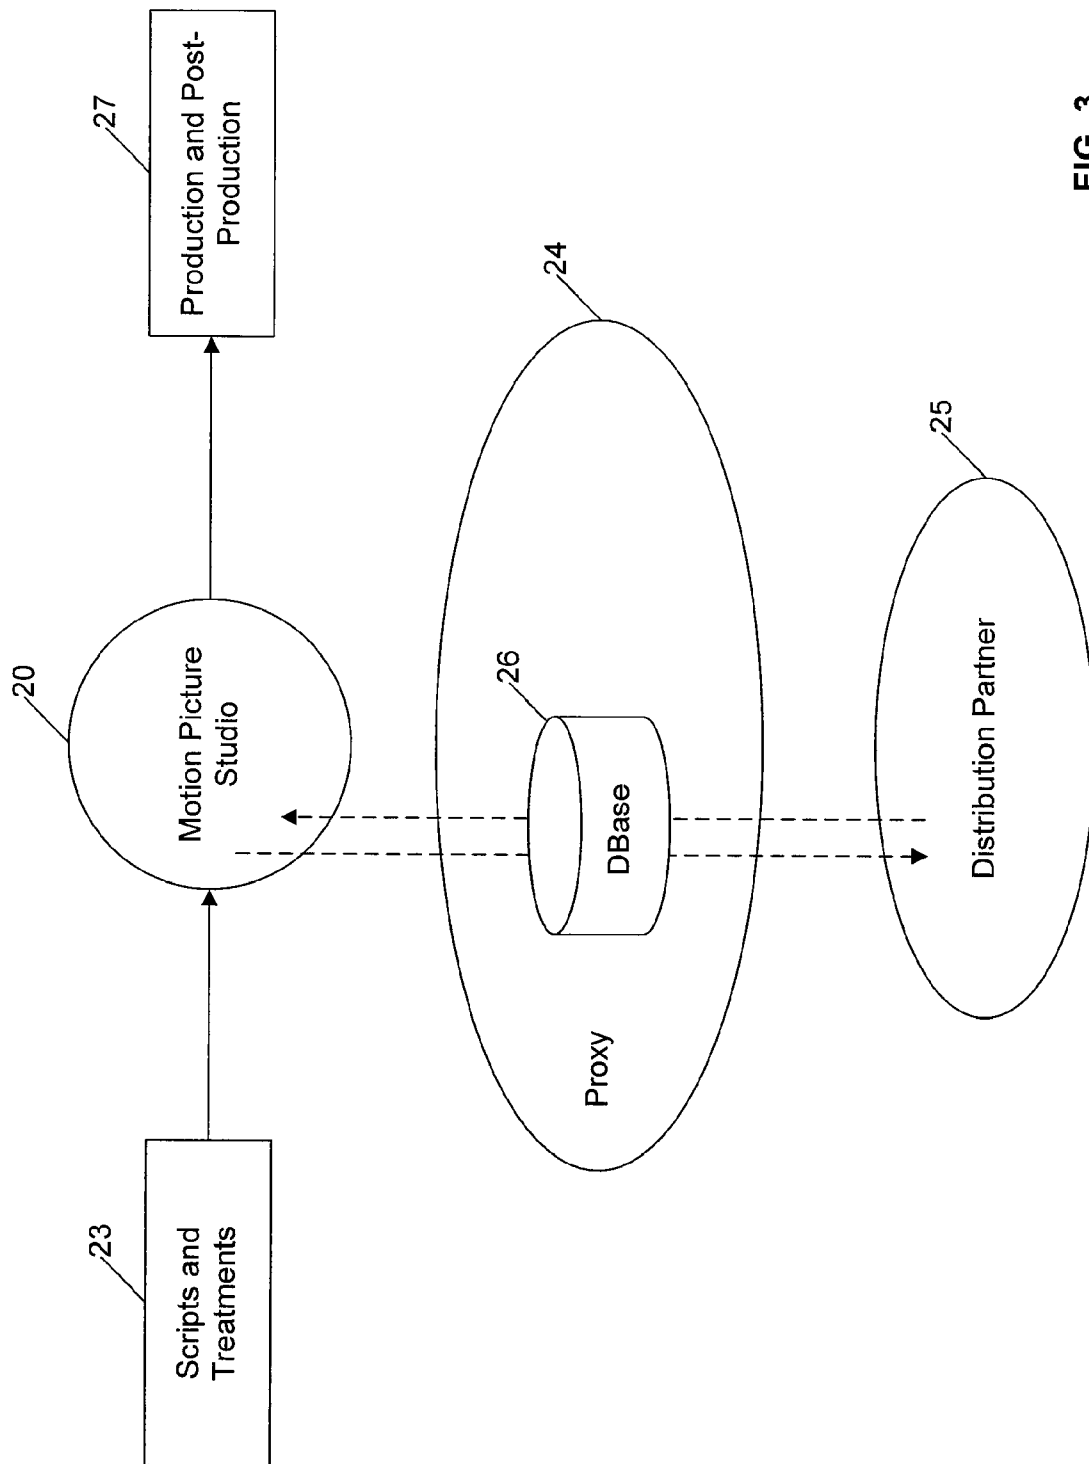 23
Scripts and
Treatments
20
Motion Picture
Studio
27
Production and Post-
Production
24
Proxy
26
DBase
25
Distribution Partner
FIG. 3